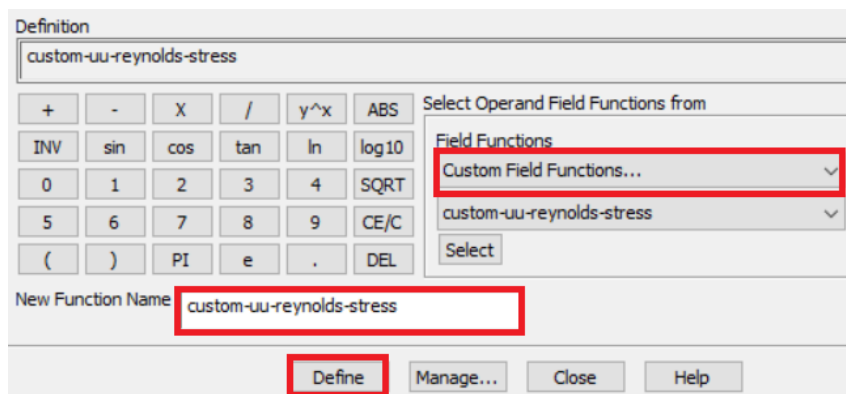 Definition
custom-uu-reynolds-stress
+ - X / y^x ABS
INV sin cos tan ln log10
0 1 2 3 4 SQRT
5 6 7 8 9 CE/C
( ) PI e . DEL
Select Operand Field Functions from
Field Functions
Custom Field Functions...
custom-uu-reynolds-stress
Select
New Function Name custom-uu-reynolds-stress
Define Manage... Close Help